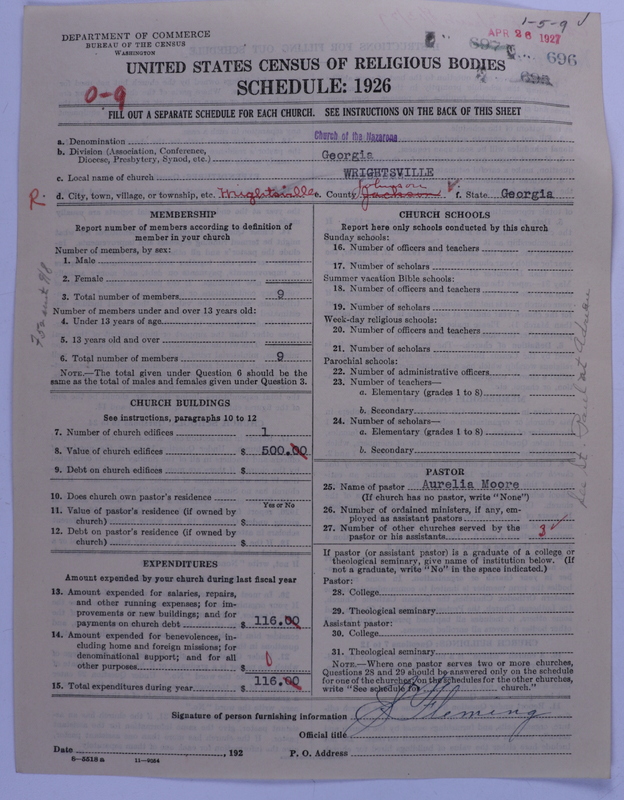 1-5-9 ✓
DEPARTMENT OF COMMERCE
BUREAU OF THE CENSUS
WASHINGTON
APR 26 1927
696
UNITED STATES CENSUS OF RELIGIOUS BODIES
SCHEDULE: 1926
0-9
FILL OUT A SEPARATE SCHEDULE FOR EACH CHURCH. SEE INSTRUCTIONS ON THE BACK OF THIS SHEET
a. Denomination Church of the Nazarene
b. Division (Association, Conference, Diocese, Presbytery, Synod, etc.) Georgia
c. Local name of church WRIGHTSVILLE
R. d. City, town, village, or township, etc. Wrightsville e. County Johnson Jackson ✓ f. State Georgia
MEMBERSHIP
Report number of members according to definition of
member in your church
Number of members, by sex:
1. Male
2. Female
3. Total number of members 9
Number of members under and over 13 years old:
4. Under 13 years of age
5. 13 years old and over
6. Total number of members 9
NOTE.—The total given under Question 6 should be the
same as the total of males and females given under Question 3.
CHURCH BUILDINGS
See instructions, paragraphs 10 to 12
7. Number of church edifices 1
8. Value of church edifices $ 500.00
9. Debt on church edifices $
10. Does church own pastor's residence
Yes or No
11. Value of pastor's residence (if owned by
church) $
12. Debt on pastor's residence (if owned by
church) $
EXPENDITURES
Amount expended by your church during last fiscal year
13. Amount expended for salaries, repairs,
and other running expenses; for im-
provements or new buildings; and for
payments on church debt $ 116.00
14. Amount expended for benevolences, in-
cluding home and foreign missions; for
denominational support; and for all
other purposes $ 0
15. Total expenditures during year $ 116.00
CHURCH SCHOOLS
Report here only schools conducted by this church
Sunday schools:
16. Number of officers and teachers
17. Number of scholars
Summer vacation Bible schools:
18. Number of officers and teachers
19. Number of scholars
Week-day religious schools:
20. Number of officers and teachers
21. Number of scholars
Parochial schools:
22. Number of administrative officers
23. Number of teachers—
a. Elementary (grades 1 to 8)
b. Secondary
24. Number of scholars—
a. Elementary (grades 1 to 8)
b. Secondary
PASTOR
25. Name of pastor Aurelia Moore
(If church has no pastor, write "None")
26. Number of ordained ministers, if any, em-
ployed as assistant pastors
27. Number of other churches served by the
pastor or his assistants 3 ✓
If pastor (or assistant pastor) is a graduate of a college or
theological seminary, give name of institution below. (If
not a graduate, write "No" in the space indicated.)
Pastor:
28. College
29. Theological seminary
Assistant pastor:
30. College
31. Theological seminary
NOTE.—Where one pastor serves two or more churches,
Questions 28 and 29 should be answered only on the schedule
for one of the churches; on the schedules for the other churches,
write "See schedule for church."
Signature of person furnishing information Fleming
Official title
Date , 192 P. O. Address
8—5518 a 11—9024